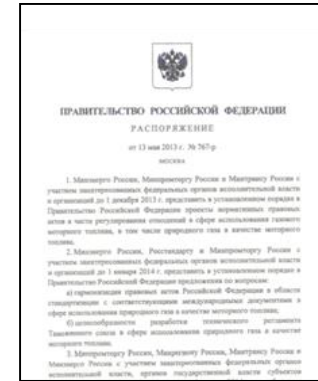 ПРАВИТЕЛЬСТВО РОССИЙСКОЙ ФЕДЕРАЦИИ
РАСПОРЯЖЕНИЕ
от 13 мая 2013 г. № 767-р
МОСКВА
1. Минэнерго России, Минпромторгу России и Минтрансу России с
участием заинтересованных федеральных органов исполнительной власти
и организаций до 1 декабря 2013 г. представить в установленном порядке в
Правительство Российской Федерации проекты нормативных правовых
актов в части регулирования отношений в сфере использования газового
моторного топлива, в том числе природного газа в качестве моторного
топлива.
2. Минэнерго России, Росстандарту и Минпромторгу России с
участием заинтересованных федеральных органов исполнительной власти
и организаций до 1 января 2014 г. представить в установленном порядке в
Правительство Российской Федерации предложения по вопросам:
а) гармонизации правовых актов Российской Федерации в области
стандартизации с соответствующими международными документами в
сфере использования природного газа в качестве моторного топлива;
б) целесообразности разработки технического регламента
Таможенного союза в сфере использования природного газа в качестве
моторного топлива.
3. Минпромторгу России, Минрегиону России, Минтрансу России и
Минэнерго России с участием заинтересованных федеральных органов
исполнительной власти, органов государственной власти субъектов